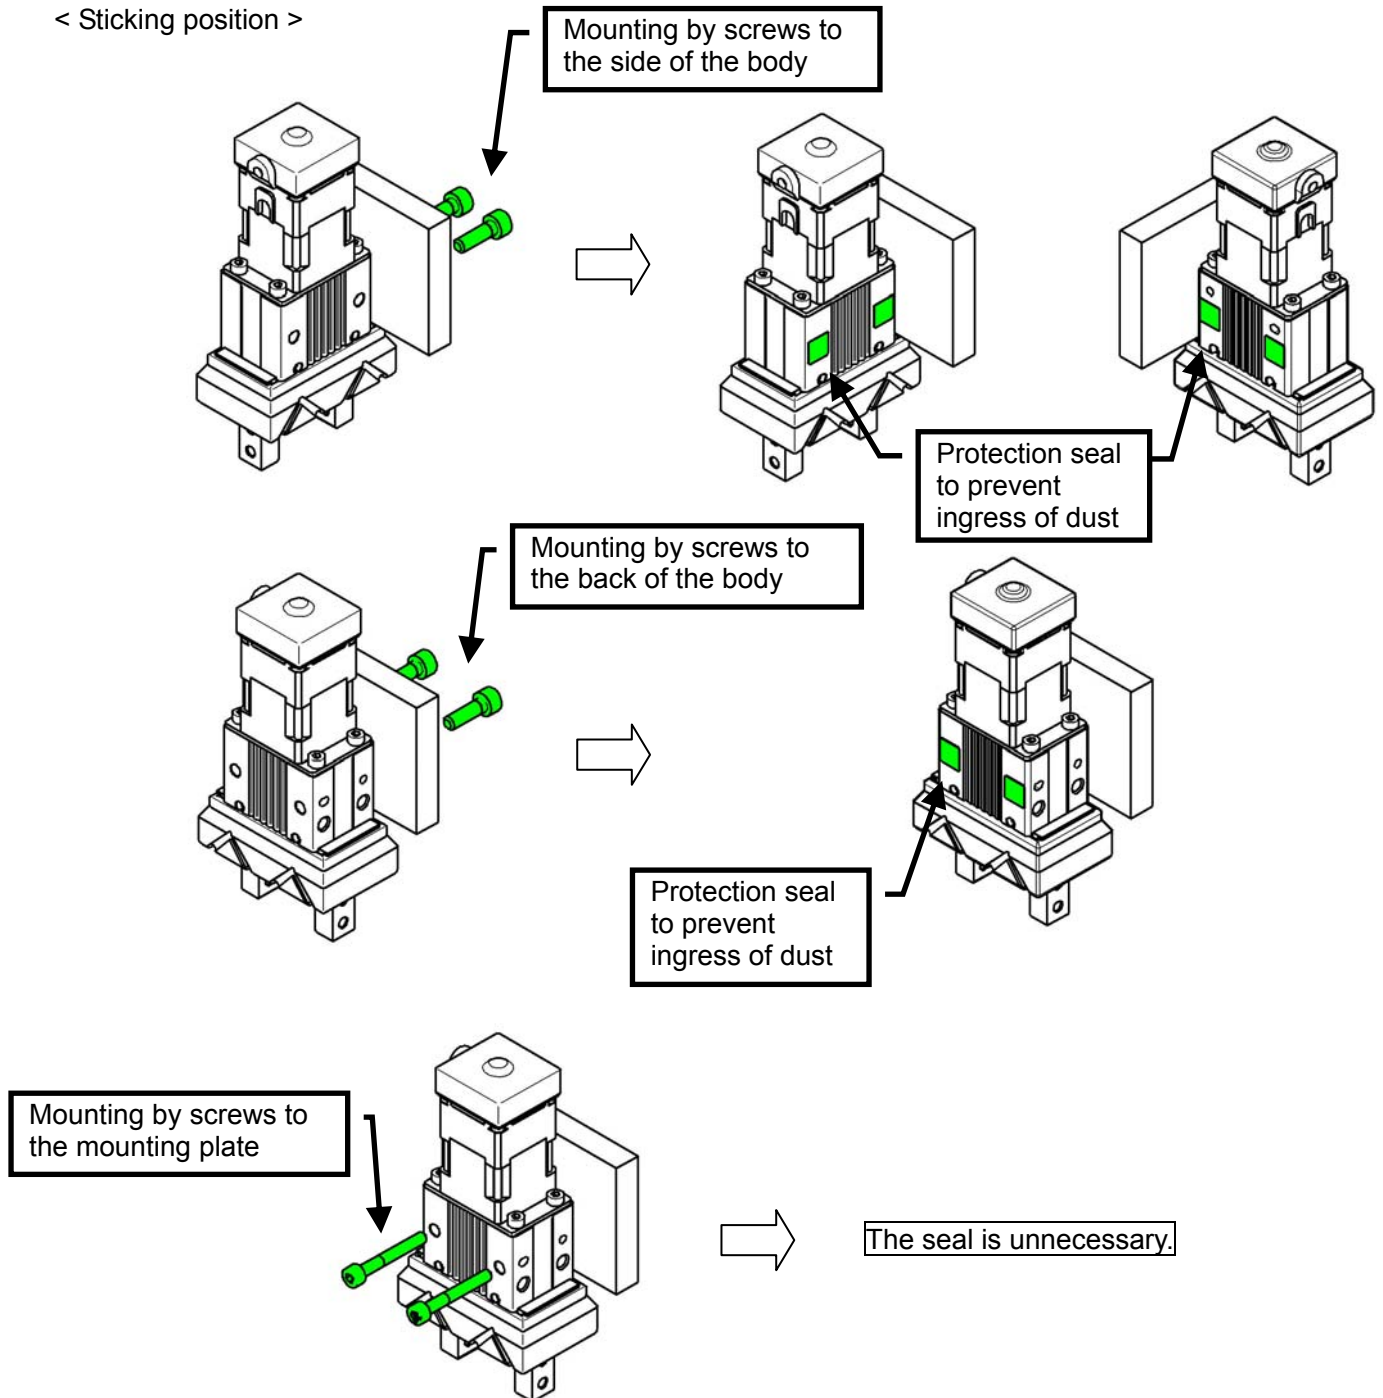 < Sticking position >
Mounting by screws to
the side of the body
Protection seal
to prevent
ingress of dust
Mounting by screws to
the back of the body
Protection seal
to prevent
ingress of dust
Mounting by screws to
the mounting plate
The seal is unnecessary.